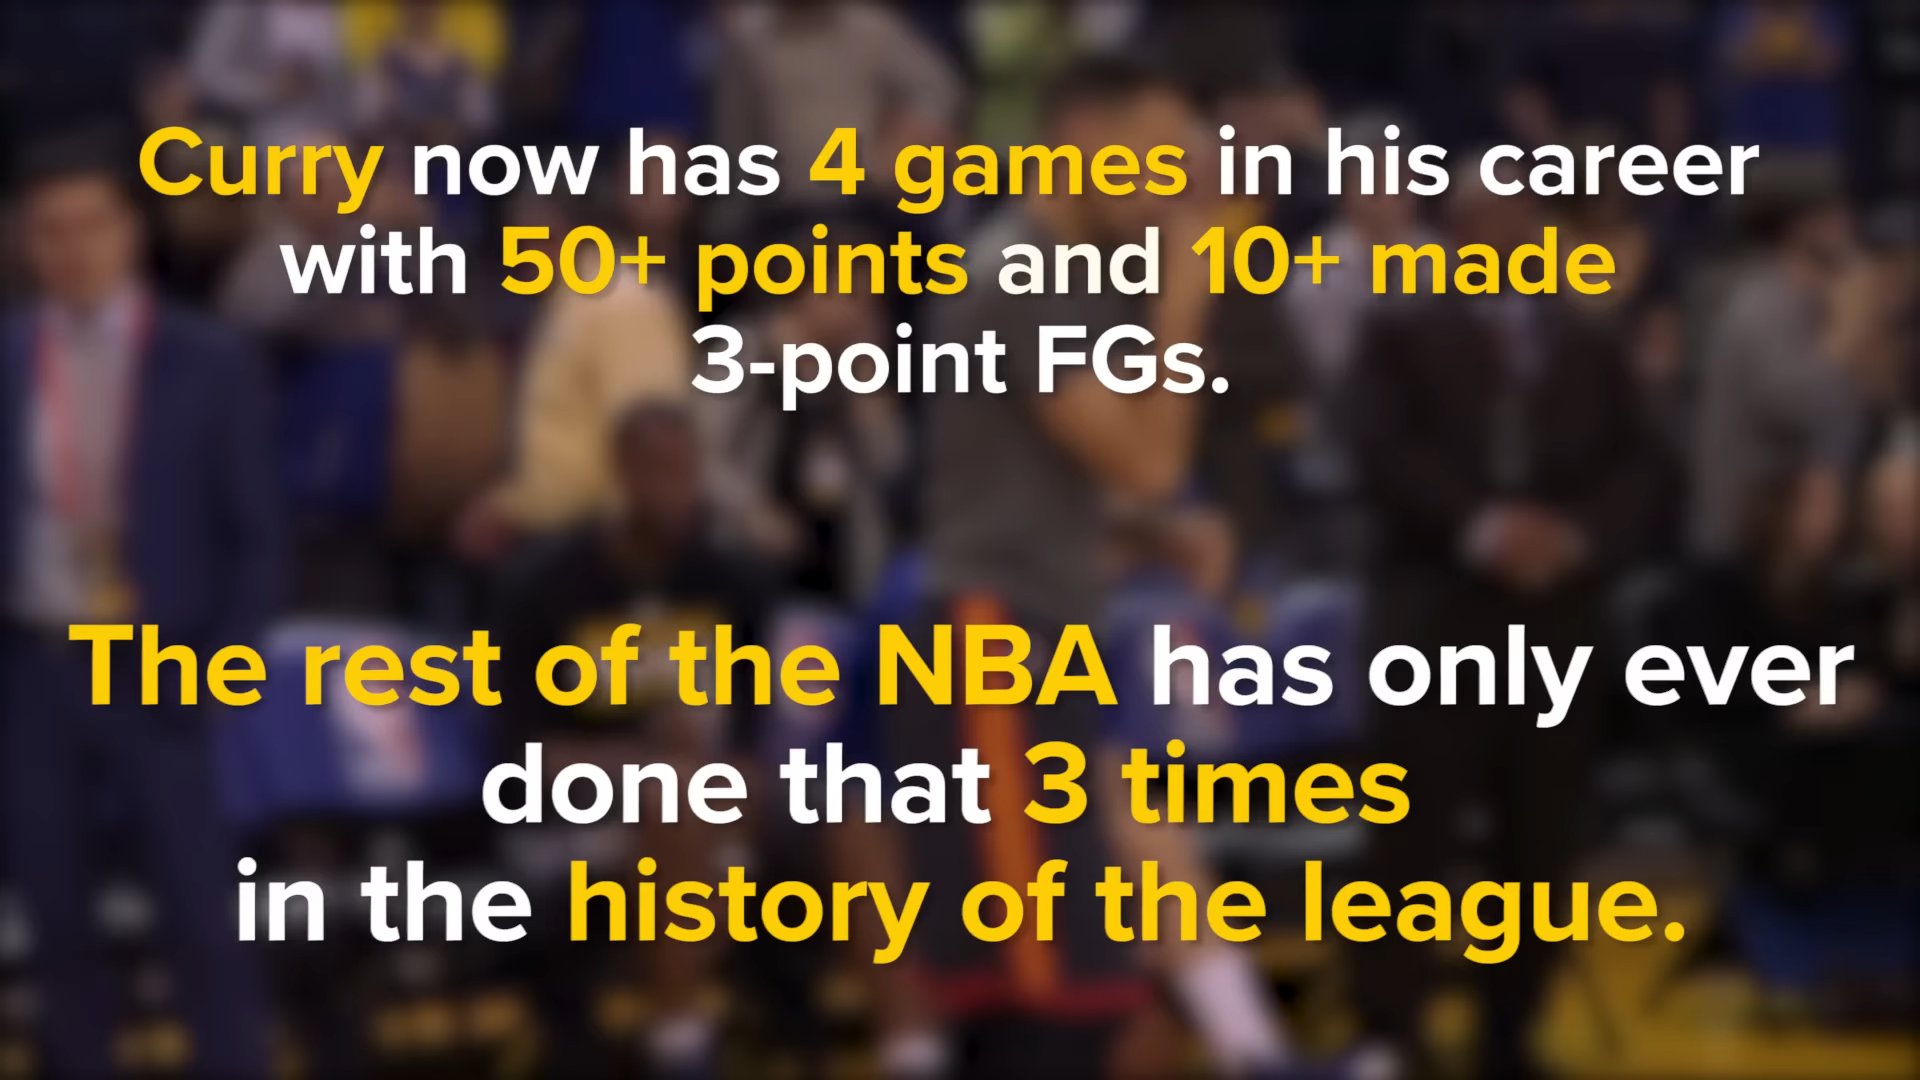 Curry now has 4 games in his career
with 50+ points and 10+ made
3-point FGs.
The rest of the NBA has only ever
done that 3 times
in the history of the league.